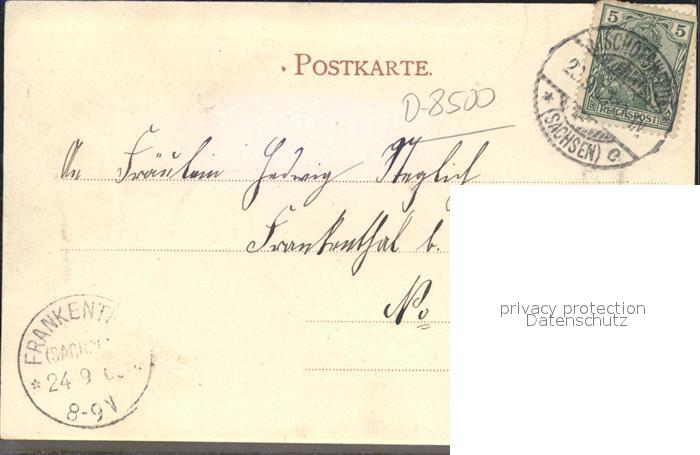 5 5
REICHSPOST
(SACHSEN)
e
POSTKARTE.
D-8500
An Fräulein Hedwig Steglich
Frankenthal b.
No
privacy protection
Datenschutz
FRANKENT
24 9
8-9V